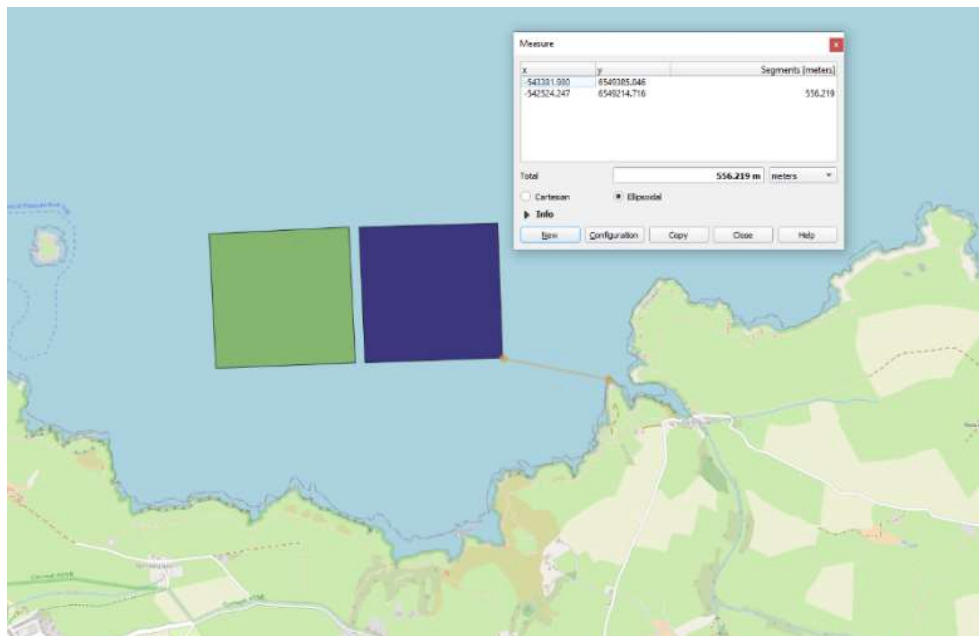 Measure
x y Segments [meters]
-543381.980 6549385.046
-542524.247 6549214.716 556.219
Total 556.219 m meters
Cartesian Ellipsoidal
Info
New Configuration Copy Close Help